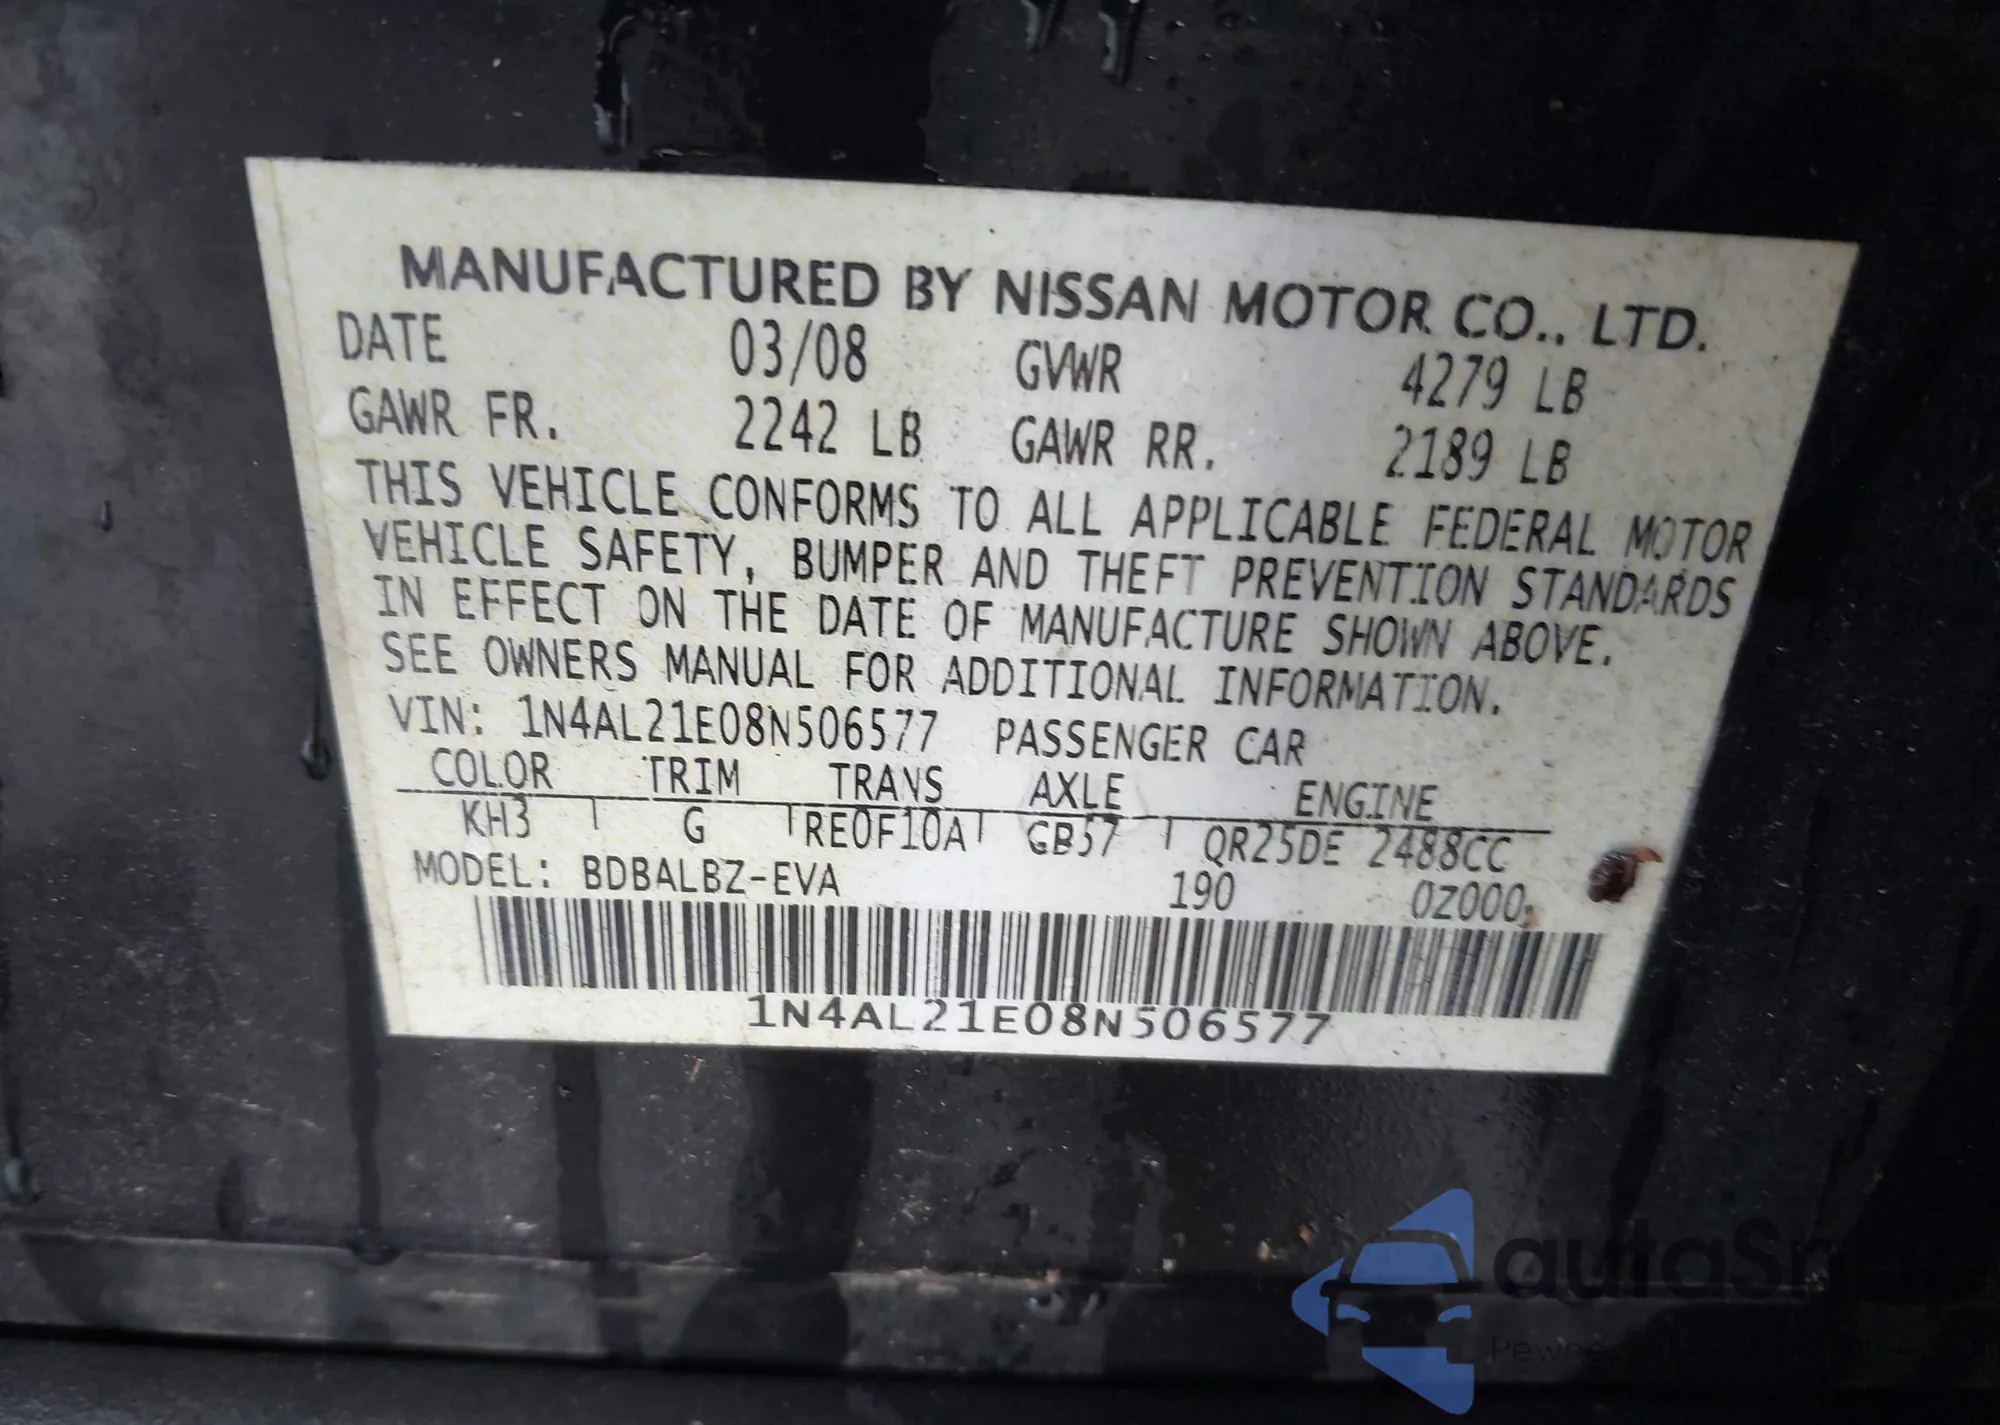 MANUFACTURED BY NISSAN MOTOR CO., LTD.
DATE 03/08 GVWR 4279 LB
GAWR FR. 2242 LB GAWR RR. 2189 LB
THIS VEHICLE CONFORMS TO ALL APPLICABLE FEDERAL MOTOR
VEHICLE SAFETY, BUMPER AND THEFT PREVENTION STANDARDS
IN EFFECT ON THE DATE OF MANUFACTURE SHOWN ABOVE.
SEE OWNERS MANUAL FOR ADDITIONAL INFORMATION.
VIN: 1N4AL21E08N506577 PASSENGER CAR
COLOR TRIM TRANS AXLE ENGINE
KH3 G RE0F10A GB57 QR25DE 2488CC
MODEL: BDBALBZ-EVA 190 0Z000
1N4AL21E08N506577